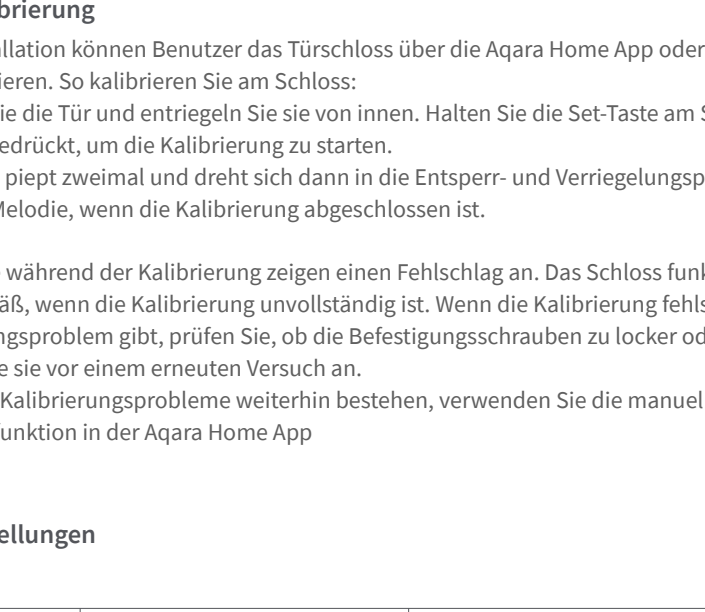 brierung
allation können Benutzer das Türschloss über die Aqara Home App oder
ieren. So kalibrieren Sie am Schloss:
ie die Tür und entriegeln Sie sie von innen. Halten Sie die Set-Taste am S
edrückt, um die Kalibrierung zu starten.
piept zweimal und dreht sich dann in die Entsperr- und Verriegelungsp
Melodie, wenn die Kalibrierung abgeschlossen ist.
während der Kalibrierung zeigen einen Fehlschlag an. Das Schloss funk
äß, wenn die Kalibrierung unvollständig ist. Wenn die Kalibrierung fehls
ngsproblem gibt, prüfen Sie, ob die Befestigungsschrauben zu locker od
e sie vor einem erneuten Versuch an.
Kalibrierungsprobleme weiterhin bestehen, verwenden Sie die manuel
funktion in der Aqara Home App
ellungen